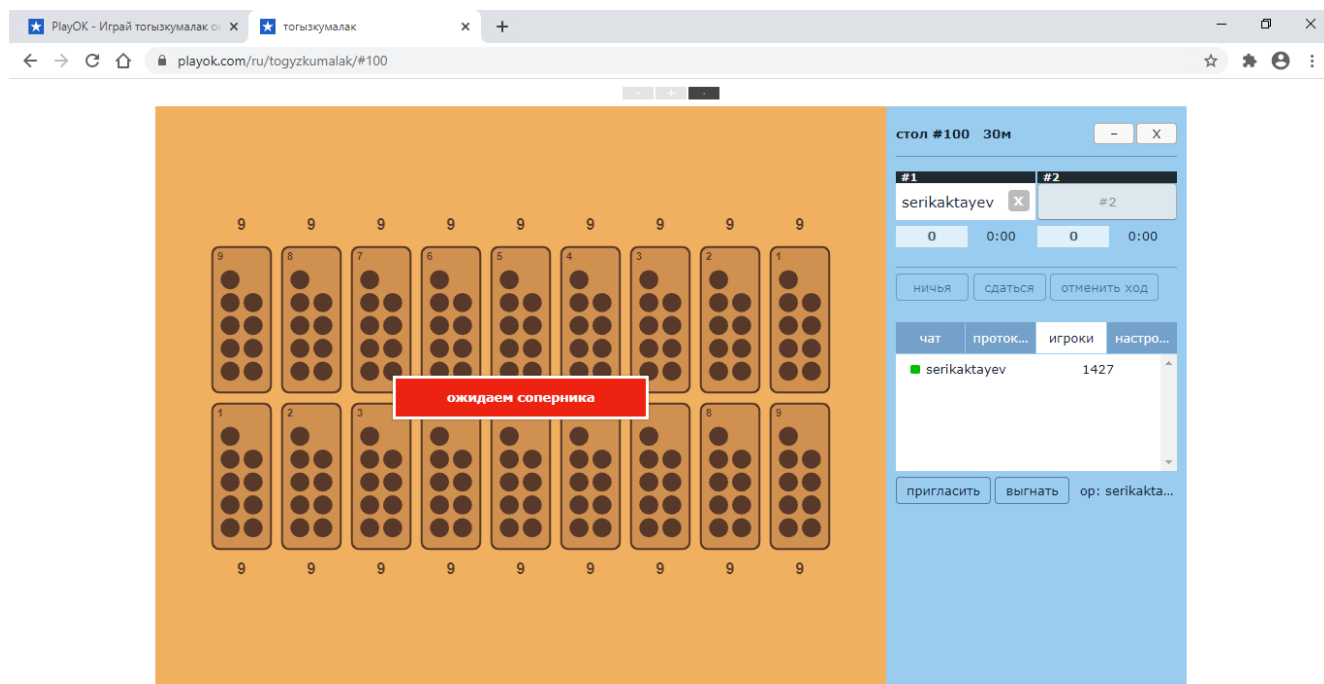 PlayOK - Играй тогызкумалак о
тогызкумалак
playok.com/ru/togyzkumalak/#100
- + ·
стол #100 30м
- X
#1 #2
serikaktayev X #2
0 0:00 0 0:00
ничья сдаться отменить ход
чат проток... игроки настро...
serikaktayev 1427
пригласить выгнать op: serikakta...
9 9 9 9 9 9 9 9 9
9 8 7 6 5 4 3 2 1
ожидаем соперника
1 2 3 8 9
9 9 9 9 9 9 9 9 9